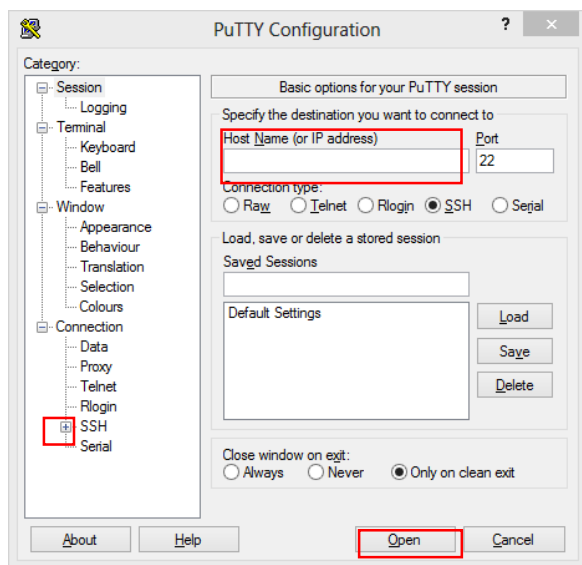 PuTTY Configuration ? ×
Category:
Session
Logging
Terminal
Keyboard
Bell
Features
Window
Appearance
Behaviour
Translation
Selection
Colours
Connection
Data
Proxy
Telnet
Rlogin
SSH
Serial
Basic options for your PuTTY session
Specify the destination you want to connect to
Host Name (or IP address) Port
22
Connection type:
Raw Telnet Rlogin SSH Serial
Load, save or delete a stored session
Saved Sessions
Default Settings
Load
Save
Delete
Close window on exit:
Always Never Only on clean exit
About Help Open Cancel